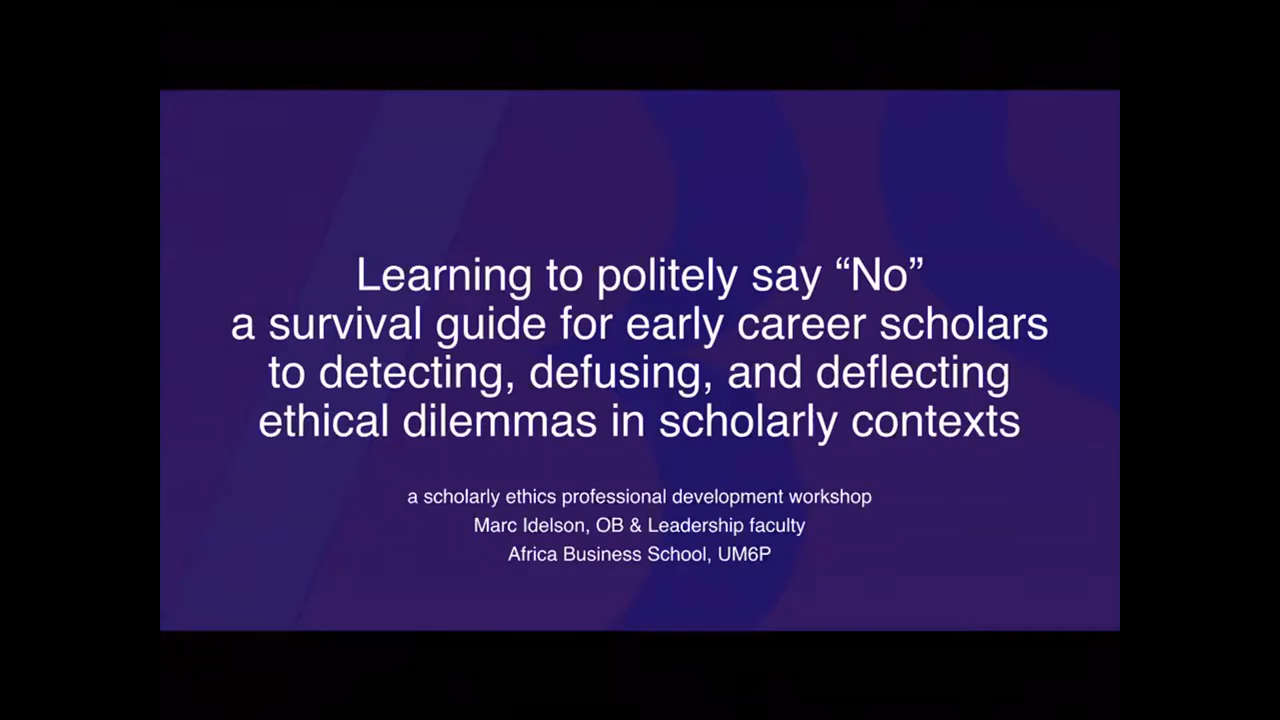 Learning to politely say “No”
a survival guide for early career scholars
to detecting, defusing, and deflecting
ethical dilemmas in scholarly contexts
a scholarly ethics professional development workshop
Marc Idelson, OB & Leadership faculty
Africa Business School, UM6P